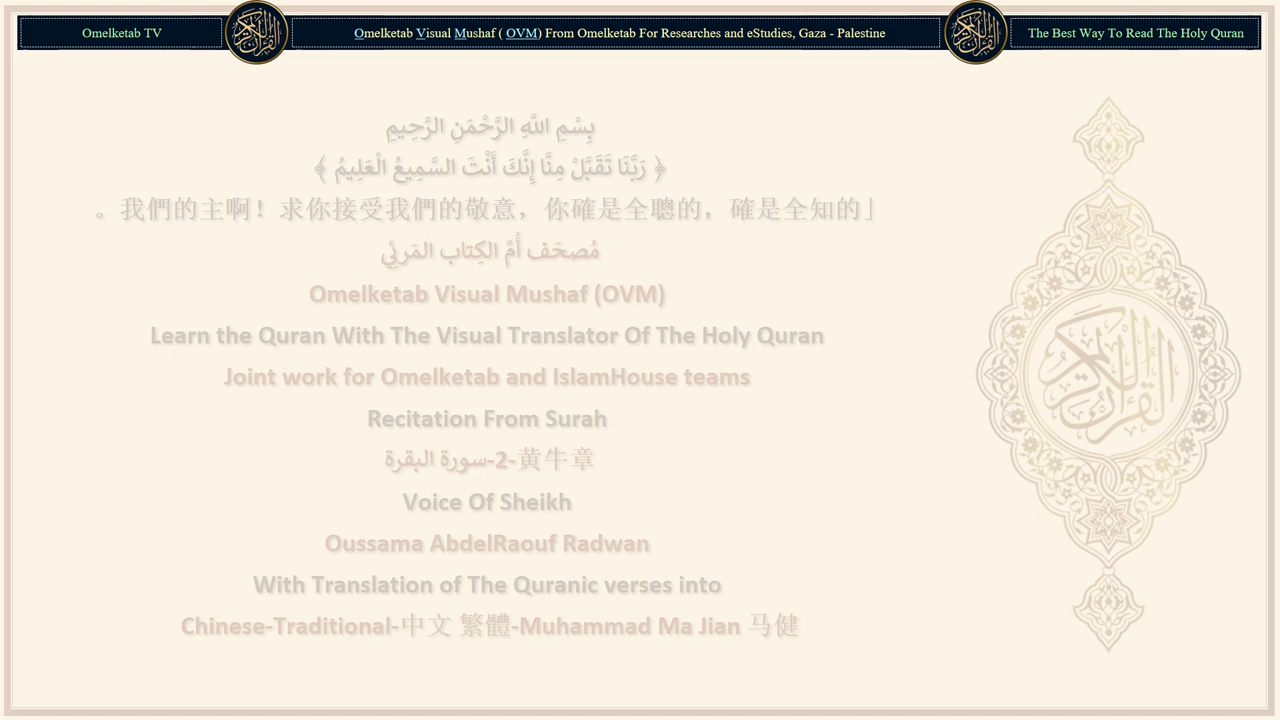 Omelketab TV
Omelketab Visual Mushaf ( OVM) From Omelketab For Researches and eStudies, Gaza - Palestine
The Best Way To Read The Holy Quran
بِسْمِ اللَّهِ الرَّحْمَنِ الرَّحِيمِ
﴿ رَبَّنَا تَقَبَّلْ مِنَّا إِنَّكَ أَنْتَ السَّمِيعُ الْعَلِيمُ ﴾
。我們的主啊！求你接受我們的敬意，你確是全聰的，確是全知的」
مُصحَف أُمِّ الكِتاب المَرئِي
Omelketab Visual Mushaf (OVM)
Learn the Quran With The Visual Translator Of The Holy Quran
Joint work for Omelketab and IslamHouse teams
Recitation From Surah
سورة البقرة-2-黄牛章
Voice Of Sheikh
Oussama AbdelRaouf Radwan
With Translation of The Quranic verses into
Chinese-Traditional-中文 繁體-Muhammad Ma Jian 马健
القرآن الكريم